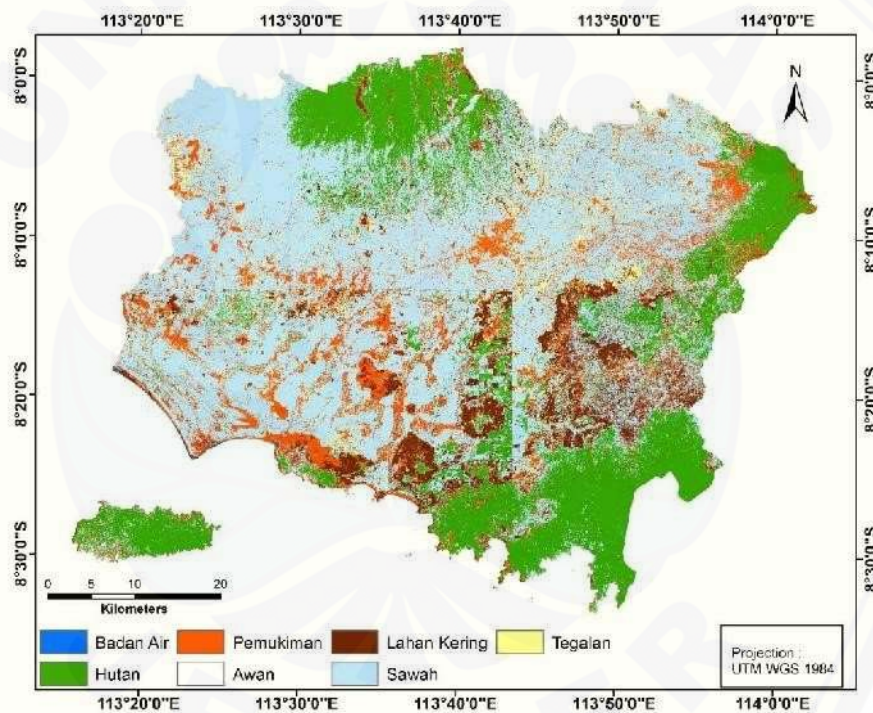 113°20'0"E 113°30'0"E 113°40'0"E 113°50'0"E 114°0'0"E
8°0'0"S 8°0'0"S
N
8°10'0"S 8°10'0"S
8°20'0"S 8°20'0"S
8°30'0"S 8°30'0"S
0 5 10 20
Kilometers
Badan Air Pemukiman Lahan Kering Tegalan
Hutan Awan Sawah
Projection :
UTM WGS 1984
113°20'0"E 113°30'0"E 113°40'0"E 113°50'0"E 114°0'0"E